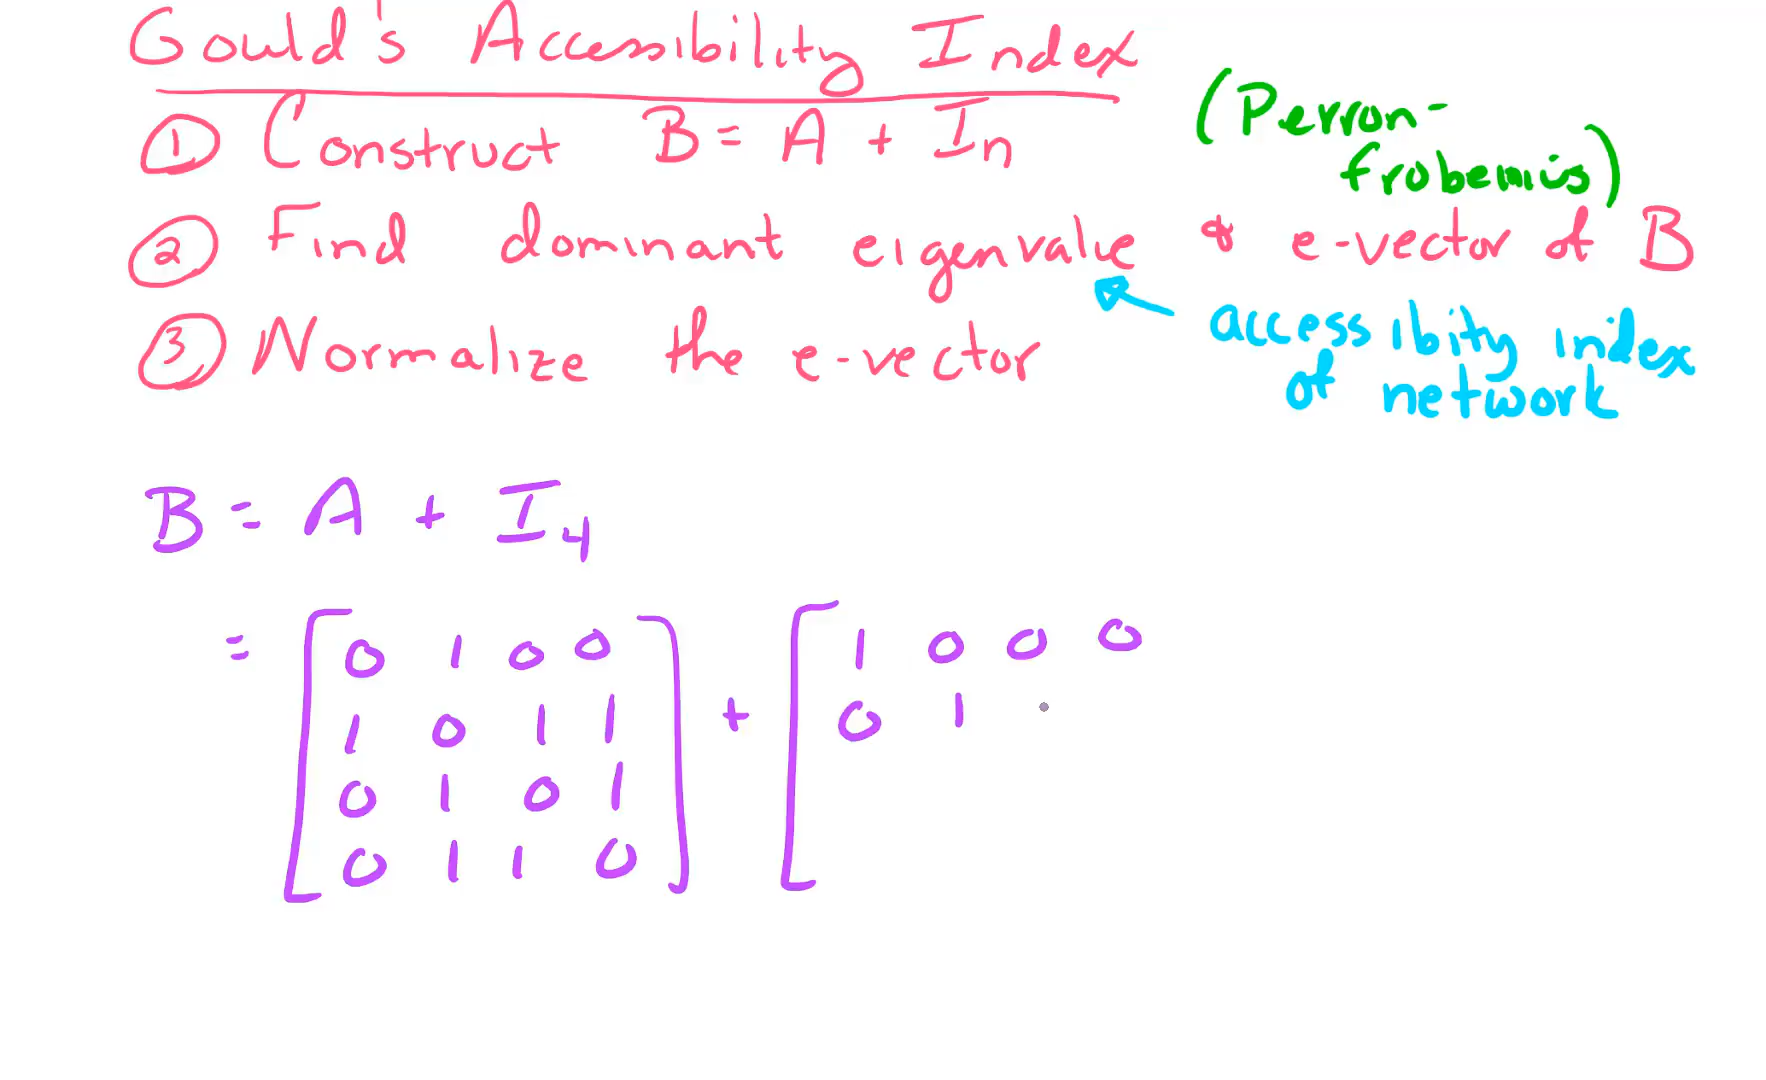 Gould's Accessibility Index
① Construct B = A + In
(Perron-
frobenius)
② Find dominant eigenvalue & e-vector of B
③ Normalize the e-vector
accessibity index
of network
B = A + I4
= [0 1 0 0] + [1 0 0 0
1 0 1 1 0 1
0 1 0 1
0 1 1 0